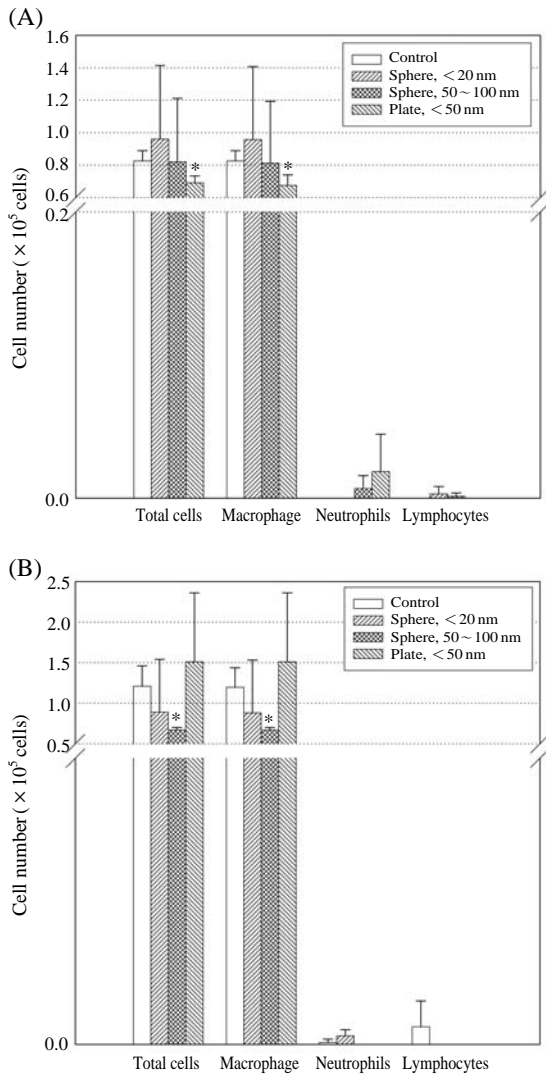 (A)
Cell number ( × 10⁵ cells)
1.6
1.4
1.2
1.0
0.8
0.6
0.2
0.0
Control
Sphere, < 20 nm
Sphere, 50 ~ 100 nm
Plate, < 50 nm
*
*
Total cells Macrophage Neutrophils Lymphocytes
(B)
Cell number ( × 10⁵ cells)
2.5
2.0
1.5
1.0
0.5
0.0
Control
Sphere, < 20 nm
Sphere, 50 ~ 100 nm
Plate, < 50 nm
*
*
Total cells Macrophage Neutrophils Lymphocytes